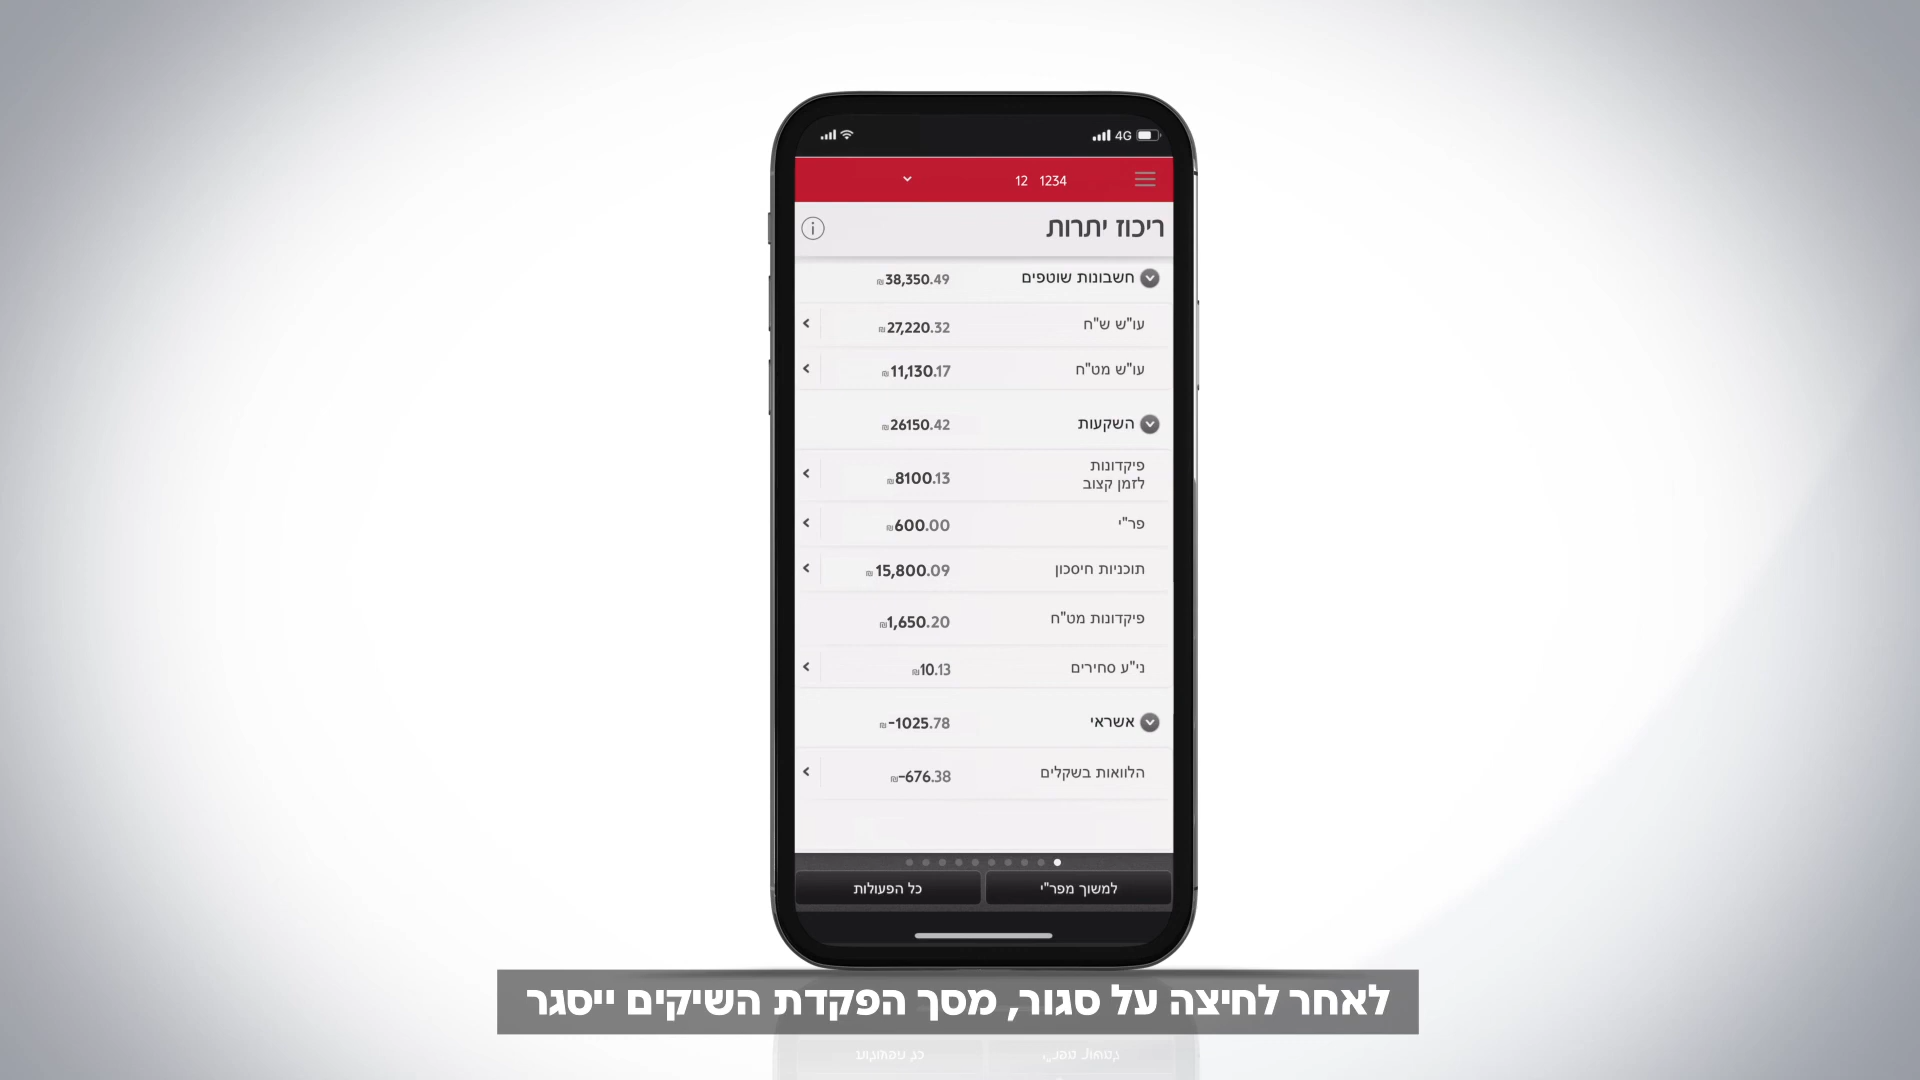 4G
12 1234
ריכוז יתרות
חשבונות שוטפים ₪38,350.49
עו"ש ש"ח ₪27,220.32
עו"ש מט"ח ₪11,130.17
השקעות ₪26150.42
פיקדונות
לזמן קצוב ₪8100.13
פר"י ₪600.00
תוכניות חיסכון ₪15,800.09
פיקדונות מט"ח ₪1,650.20
ני"ע סחירים ₪10.13
אשראי ₪-1025.78
הלוואות בשקלים ₪-676.38
למשוך מפר"י כל הפעולות
לאחר לחיצה על סגור, מסך הפקדת השיקים ייסגר